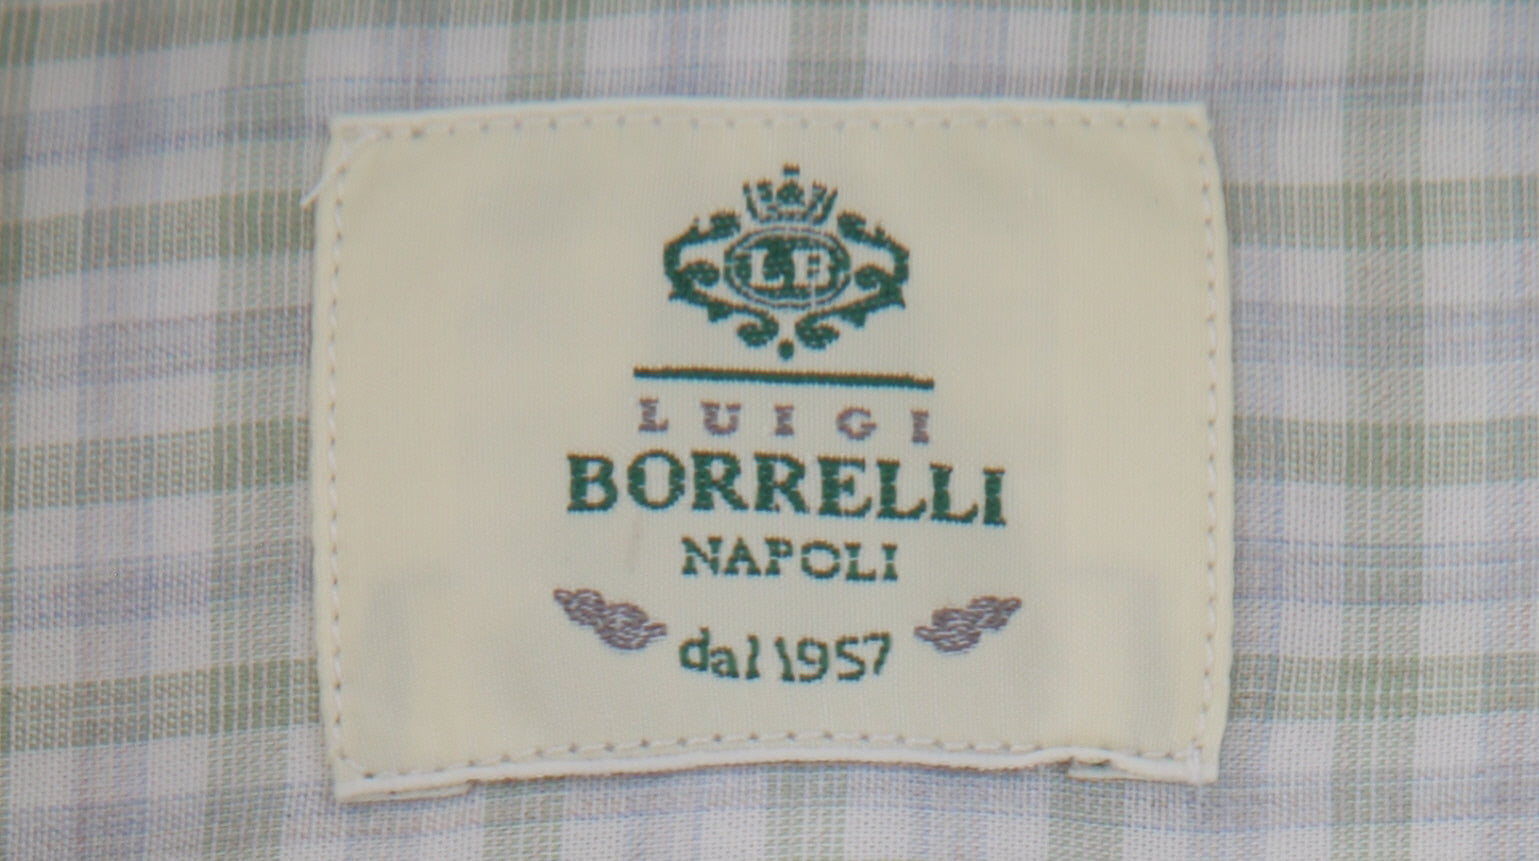 LB
LUIGI
BORRELLI
NAPOLI
dal 1957